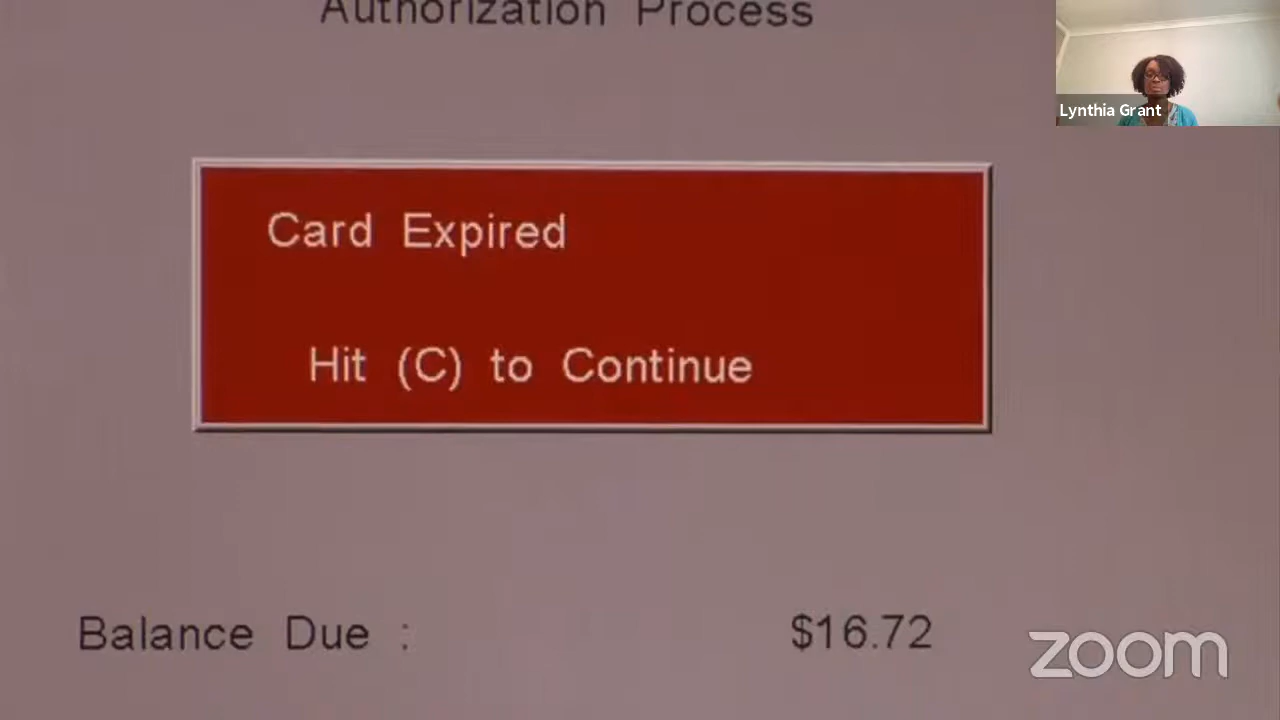 Authorization Process
Lynthia Grant
Card Expired
Hit (C) to Continue
Balance Due : $16.72
zoom